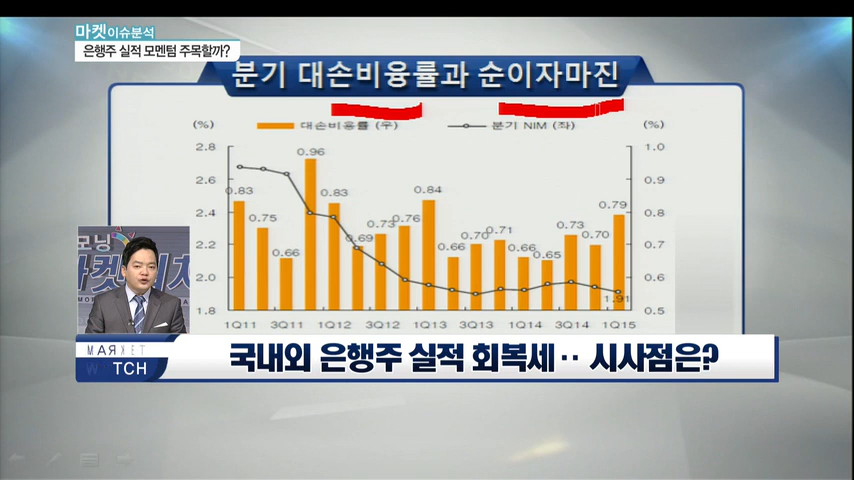 마켓이슈분석
은행주 실적 모멘텀 주목할까?
분기 대손비용률과 순이자마진
(%)
대손비용률 (우)
분기 NIM (좌)
(%)
2.8
2.6
2.4
2.2
2.0
1.8
1.0
0.9
0.8
0.7
0.6
0.5
0.83
0.75
0.66
0.96
0.83
0.69
0.73
0.76
0.84
0.66
0.70
0.71
0.66
0.65
0.73
0.70
0.79
1.91
1Q11
3Q11
1Q12
3Q12
1Q13
3Q13
1Q14
3Q14
1Q15
모닝
MARKET
W TCH
국내외 은행주 실적 회복세‥ 시사점은?